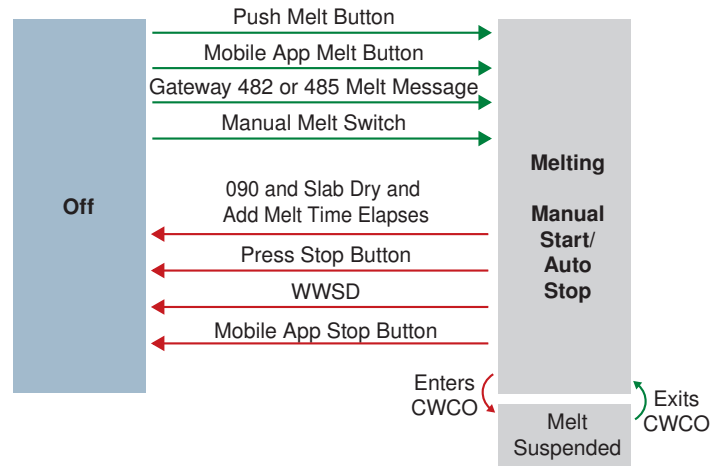 Push Melt Button
Mobile App Melt Button
Gateway 482 or 485 Melt Message
Manual Melt Switch
Off
090 and Slab Dry and
Add Melt Time Elapses
Press Stop Button
WWSD
Mobile App Stop Button
Melting
Manual
Start/
Auto
Stop
Enters
CWCO
Melt
Suspended
Exits
CWCO